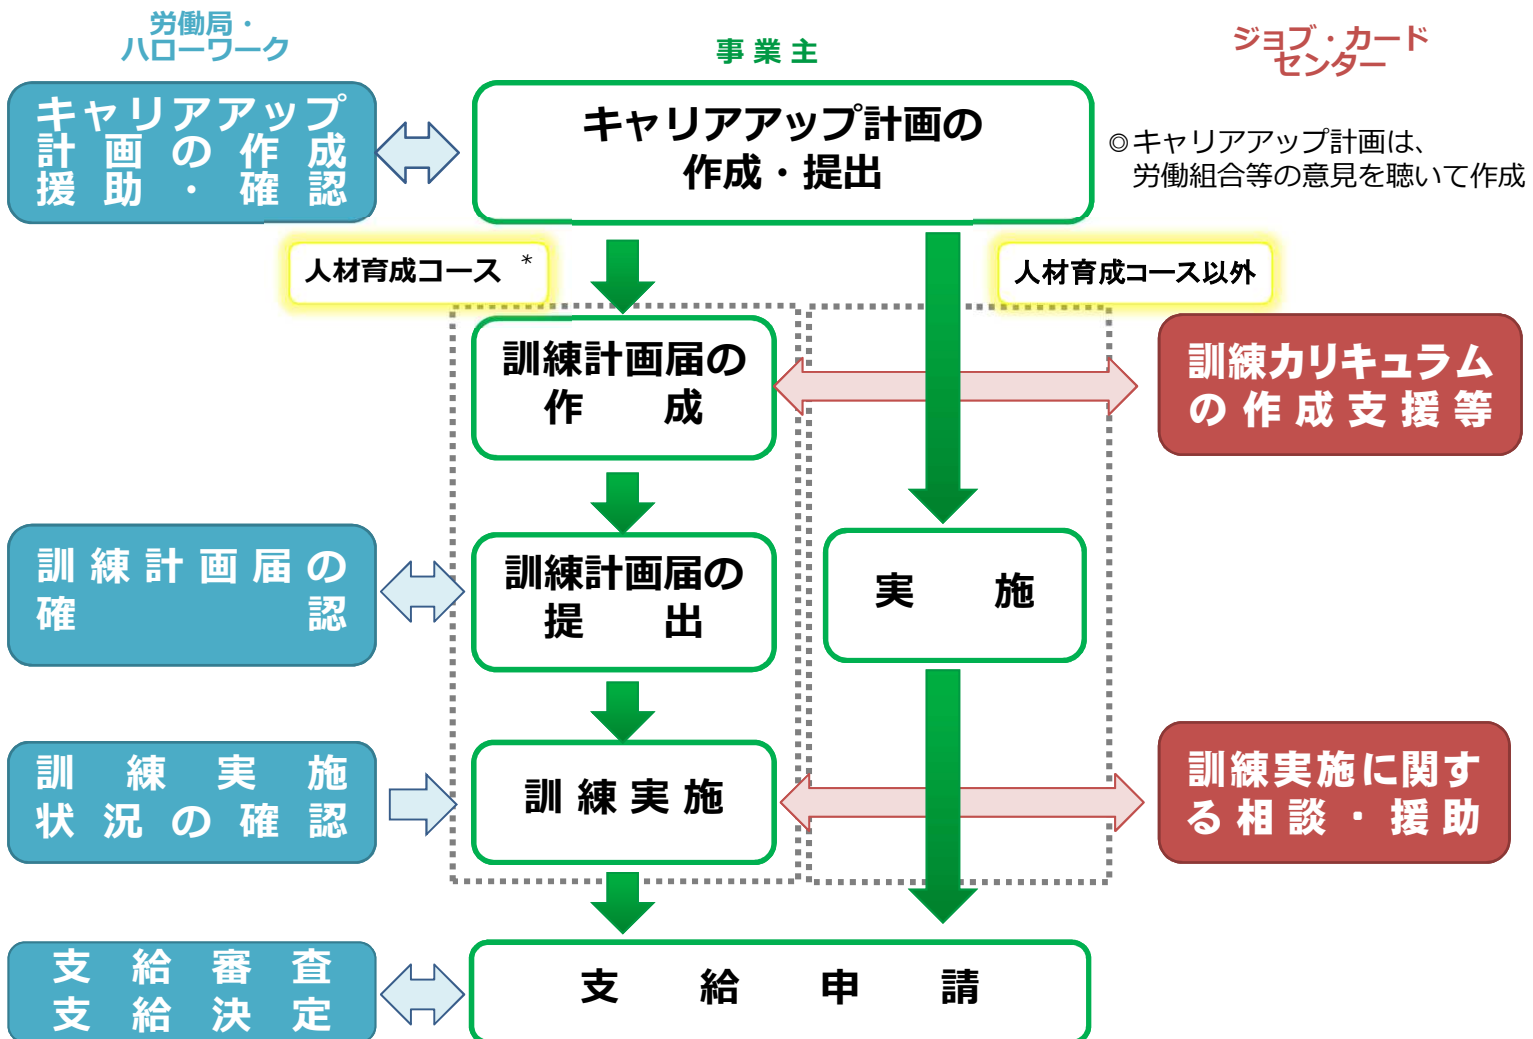 労働局・
ハローワーク
事業主
ジョブ・カード
センター
キャリアアップ
計画の作成
援助・確認
キャリアアップ計画の
作成・提出
◎キャリアアップ計画は、
労働組合等の意見を聴いて作成
人材育成コース *
人材育成コース以外
訓練計画届の
作成
訓練カリキュラム
の作成支援等
訓練計画届の
確認
訓練計画届の
提出
実施
訓練実施
状況の確認
訓練実施
訓練実施に関す
る相談・援助
支給審査
支給決定
支給申請